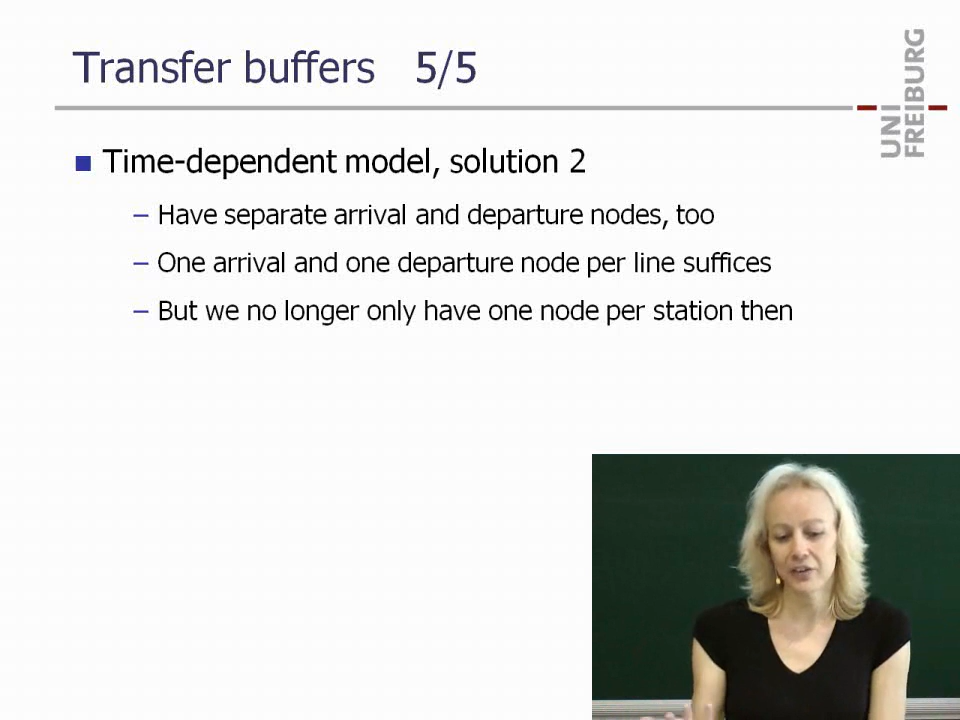 Transfer buffers 5/5
UNI
FREIBURG
Time-dependent model, solution 2
– Have separate arrival and departure nodes, too
– One arrival and one departure node per line suffices
– But we no longer only have one node per station then